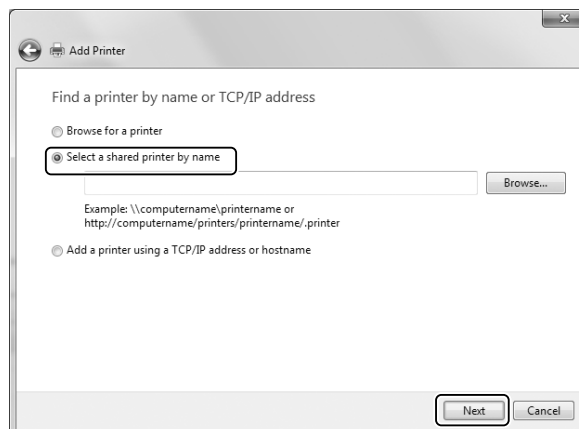 x
Add Printer
Find a printer by name or TCP/IP address
Browse for a printer
Select a shared printer by name
Browse...
Example: \\computername\printername or
http://computername/printers/printername/.printer
Add a printer using a TCP/IP address or hostname
Next Cancel